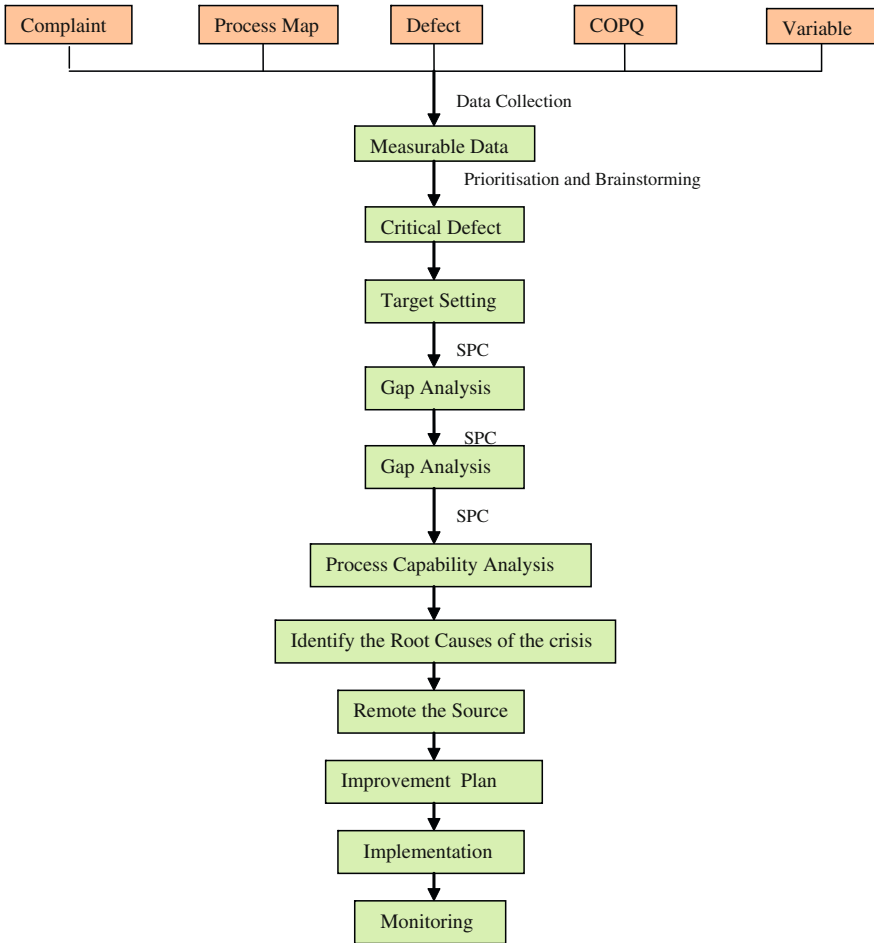 Complaint
Process Map
Defect
COPQ
Variable
Data Collection
Measurable Data
Prioritisation and Brainstorming
Critical Defect
Target Setting
SPC
Gap Analysis
SPC
Gap Analysis
SPC
Process Capability Analysis
Identify the Root Causes of the crisis
Remote the Source
Improvement Plan
Implementation
Monitoring